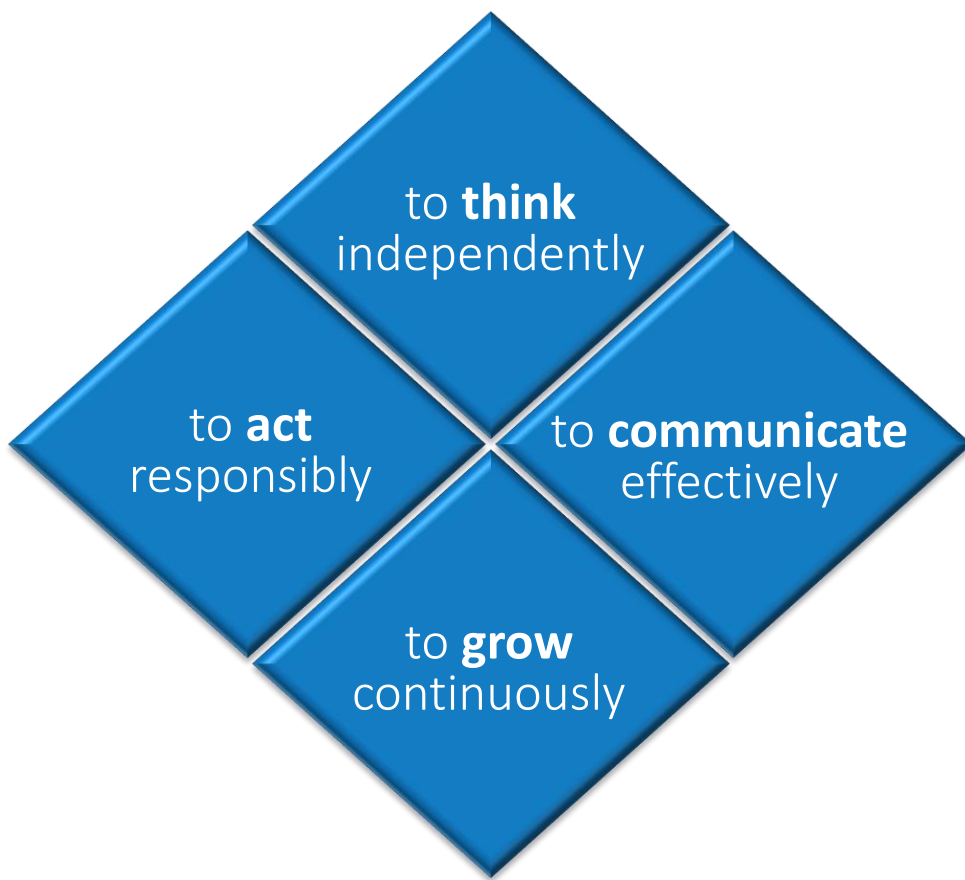 to think
independently
to act
responsibly
to communicate
effectively
to grow
continuously